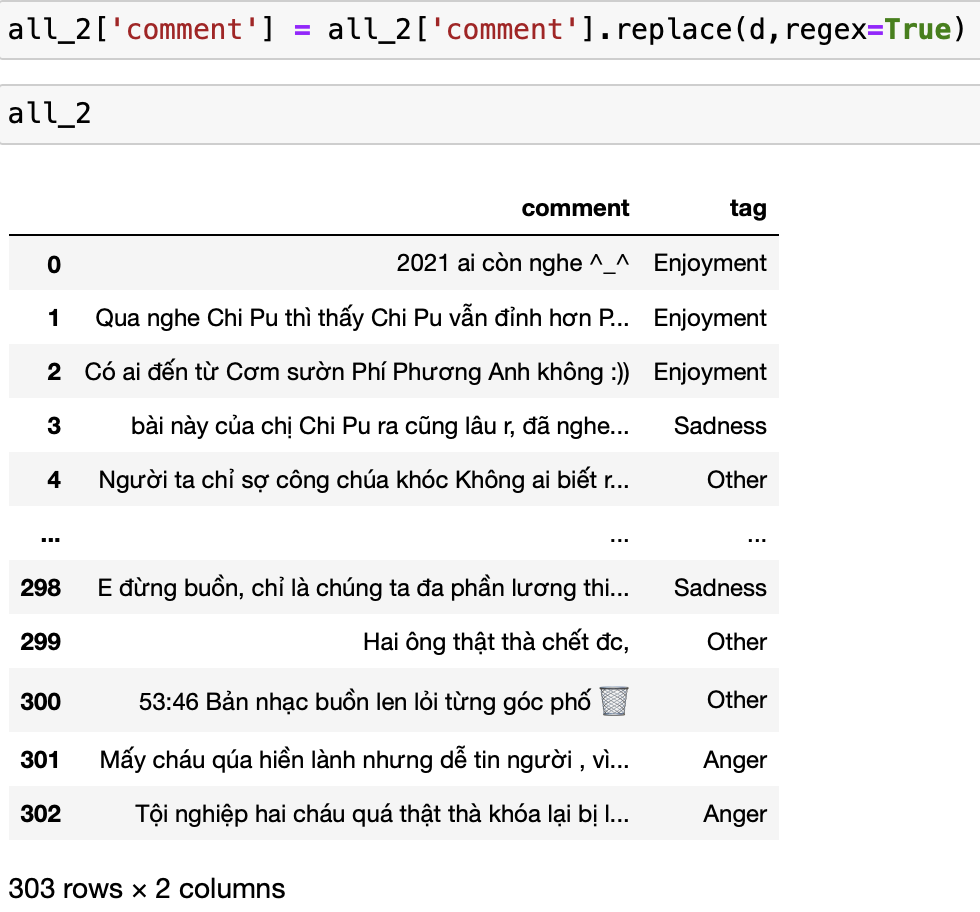 all_2['comment'] = all_2['comment'].replace(d,regex=True)
all_2
comment tag
0 2021 ai còn nghe ^_^ Enjoyment
1 Qua nghe Chi Pu thì thấy Chi Pu vẫn đỉnh hơn P... Enjoyment
2 Có ai đến từ Cơm sườn Phí Phương Anh không :)) Enjoyment
3 bài này của chị Chi Pu ra cũng lâu r, đã nghe... Sadness
4 Người ta chỉ sợ công chúa khóc Không ai biết r... Other
... ... ...
298 E đừng buồn, chỉ là chúng ta đa phần lương thi... Sadness
299 Hai ông thật thà chết đc, Other
300 53:46 Bản nhạc buồn len lỏi từng góc phố 🗑️ Other
301 Mấy cháu qúa hiền lành nhưng dễ tin người , vì... Anger
302 Tội nghiệp hai cháu quá thật thà khóa lại bị l... Anger
303 rows × 2 columns